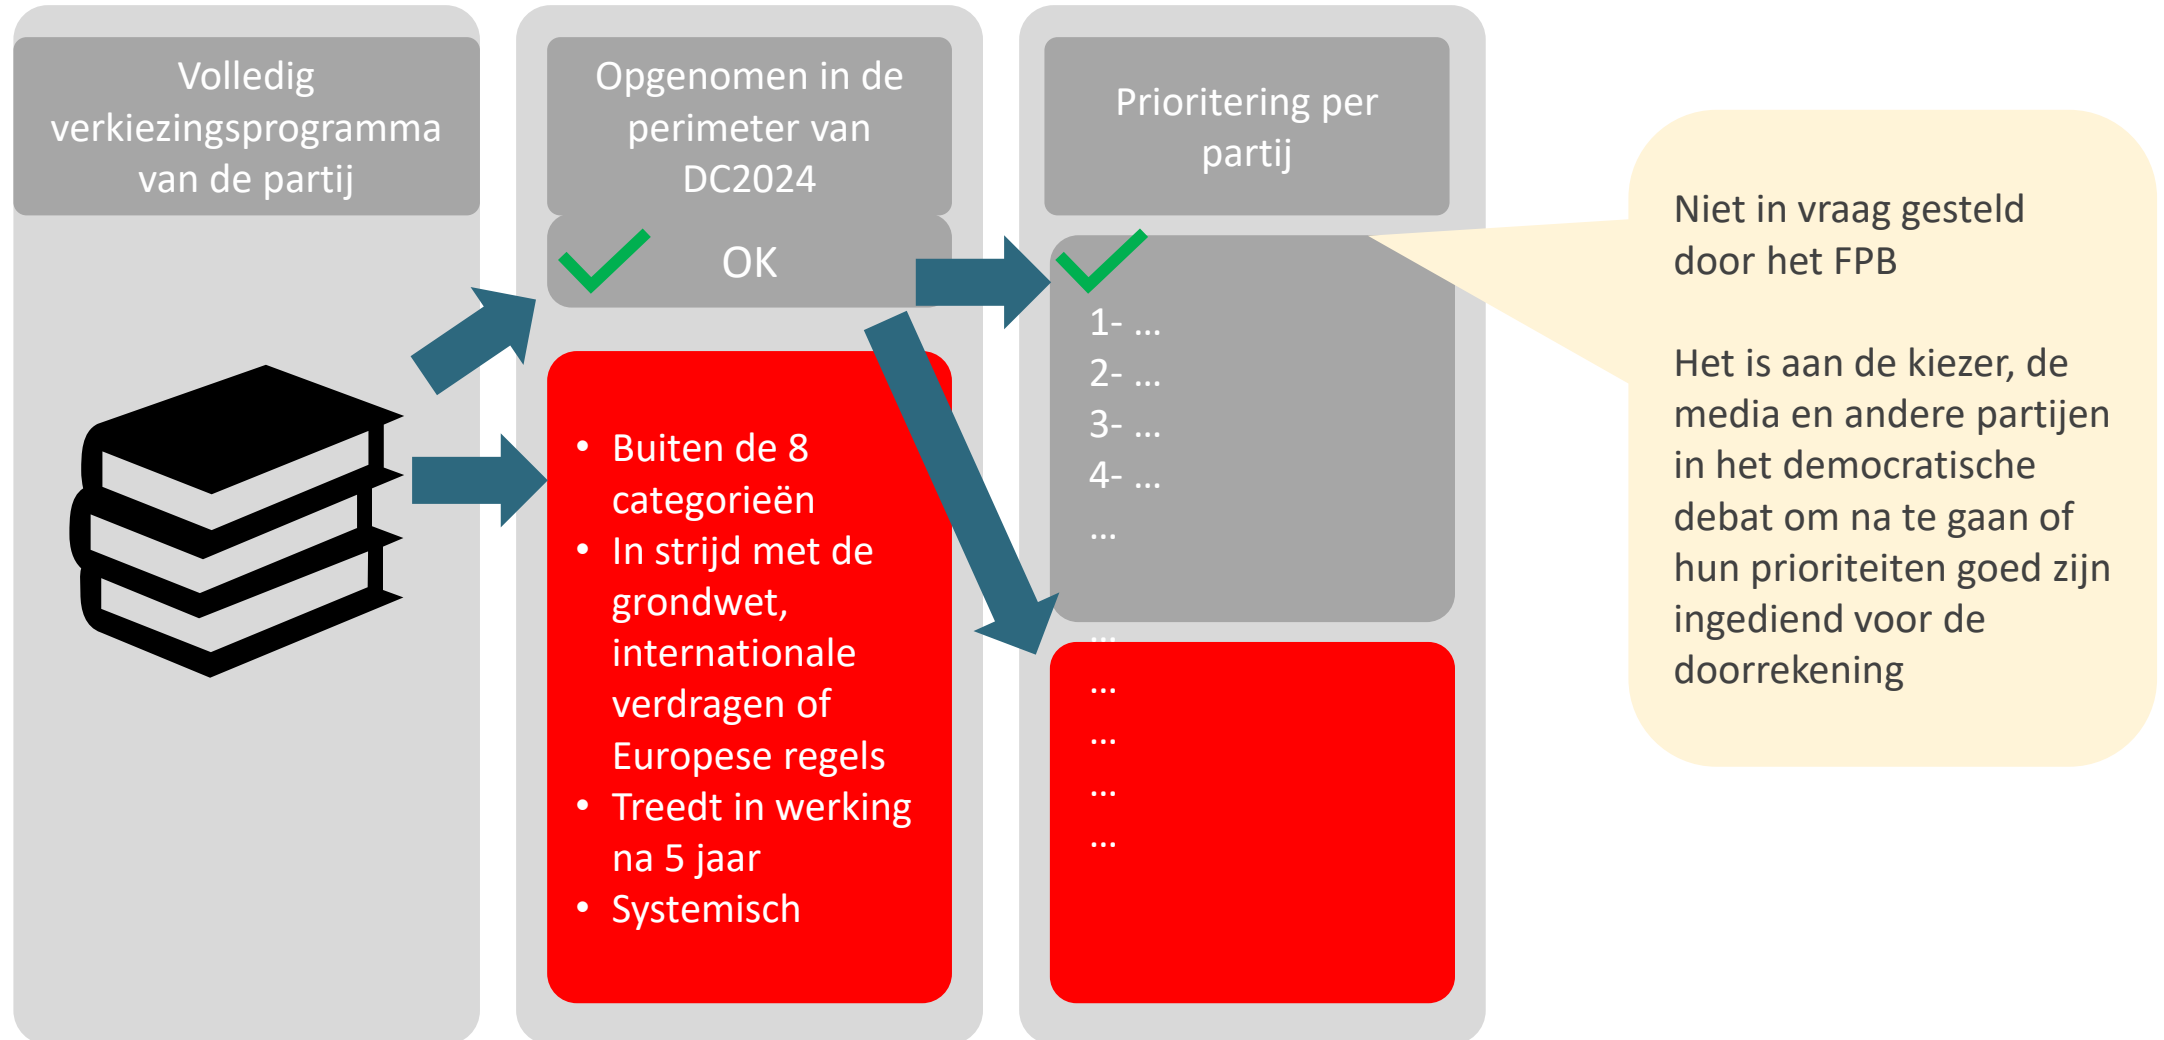 Volledig
verkiezingsprogramma
van de partij
Opgenomen in de
perimeter van
DC2024
OK
• Buiten de 8
categorieën
• In strijd met de
grondwet,
internationale
verdragen of
Europese regels
• Treedt in werking
na 5 jaar
• Systemisch
Prioritering per
partij
1- ...
2- ...
3- ...
4- ...
...
...
...
...
...
...
Niet in vraag gesteld
door het FPB
Het is aan de kiezer, de
media en andere partijen
in het democratische
debat om na te gaan of
hun prioriteiten goed zijn
ingediend voor de
doorrekening